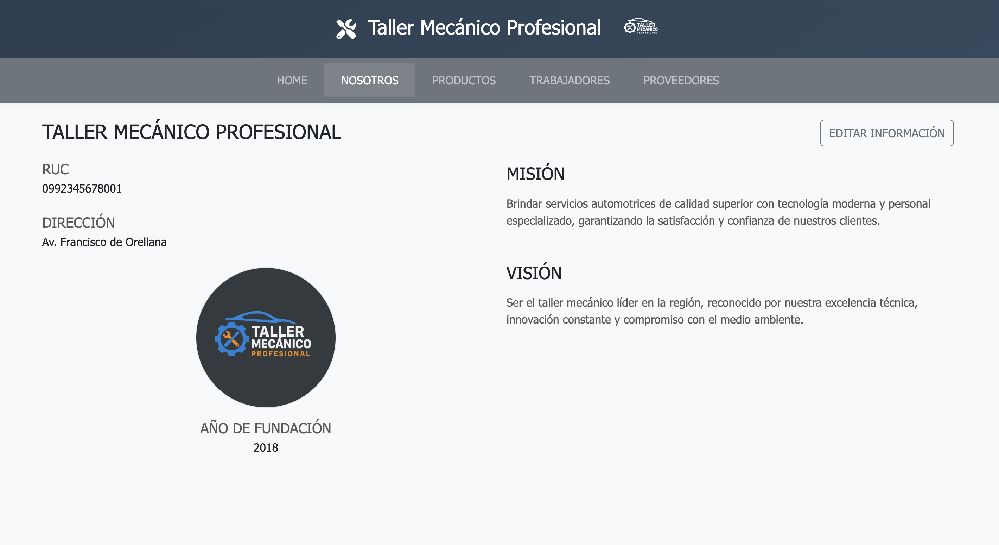 Taller Mecánico Profesional
TALLER
MECÁNICO
PROFESIONAL
HOME NOSOTROS PRODUCTOS TRABAJADORES PROVEEDORES
TALLER MECÁNICO PROFESIONAL
EDITAR INFORMACIÓN
RUC
0992345678001
DIRECCIÓN
Av. Francisco de Orellana
TALLER
MECÁNICO
PROFESIONAL
AÑO DE FUNDACIÓN
2018
MISIÓN
Brindar servicios automotrices de calidad superior con tecnología moderna y personal
especializado, garantizando la satisfacción y confianza de nuestros clientes.
VISIÓN
Ser el taller mecánico líder en la región, reconocido por nuestra excelencia técnica,
innovación constante y compromiso con el medio ambiente.